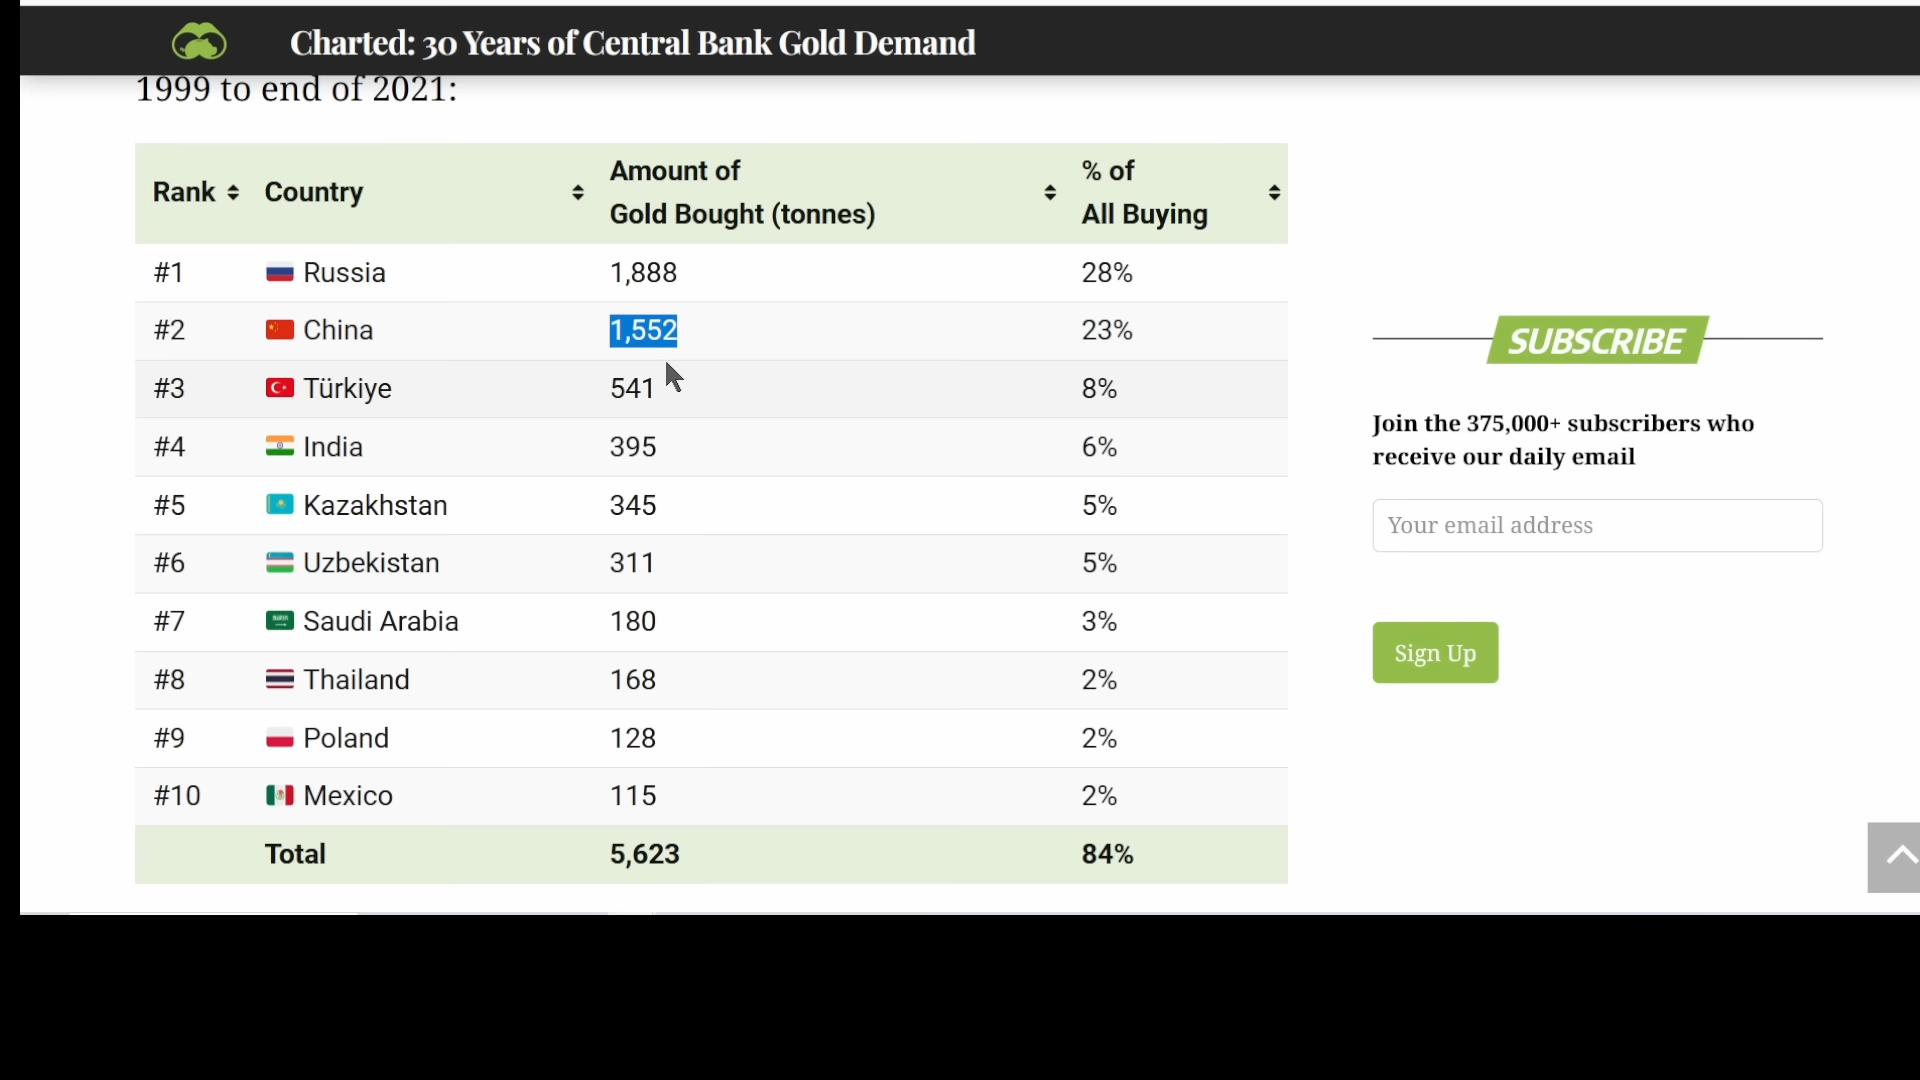 Charted: 30 Years of Central Bank Gold Demand
1999 to end of 2021:
Rank Country Amount of Gold Bought (tonnes) % of All Buying
#1 Russia 1,888 28%
#2 China 1,552 23%
#3 Türkiye 541 8%
#4 India 395 6%
#5 Kazakhstan 345 5%
#6 Uzbekistan 311 5%
#7 Saudi Arabia 180 3%
#8 Thailand 168 2%
#9 Poland 128 2%
#10 Mexico 115 2%
Total 5,623 84%
SUBSCRIBE
Join the 375,000+ subscribers who
receive our daily email
Your email address
Sign Up